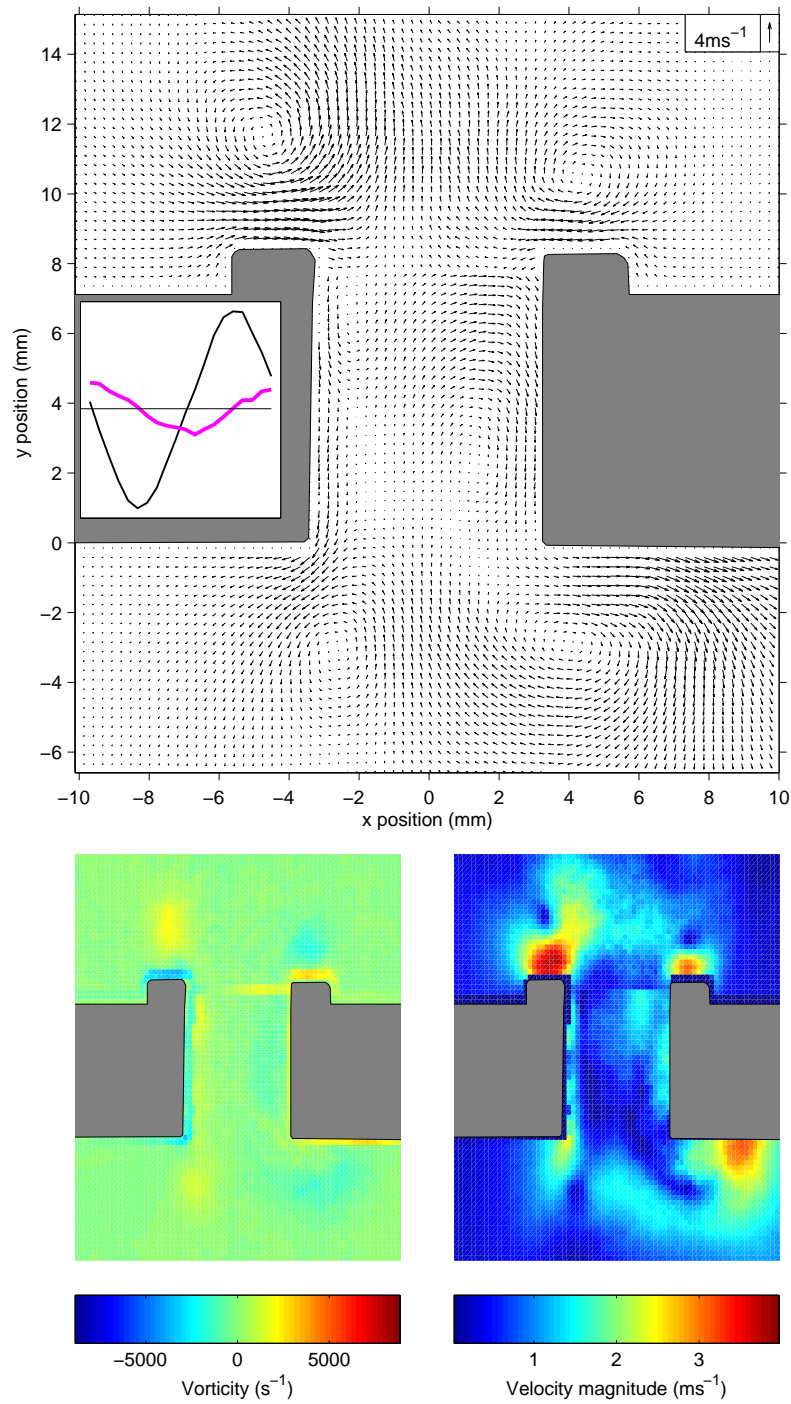 4ms⁻¹
14
12
10
8
6
4
2
0
−2
−4
−6
y position (mm)
−10 −8 −6 −4 −2 0 2 4 6 8 10
x position (mm)
−5000 0 5000
Vorticity (s⁻¹)
1 2 3
Velocity magnitude (ms⁻¹)